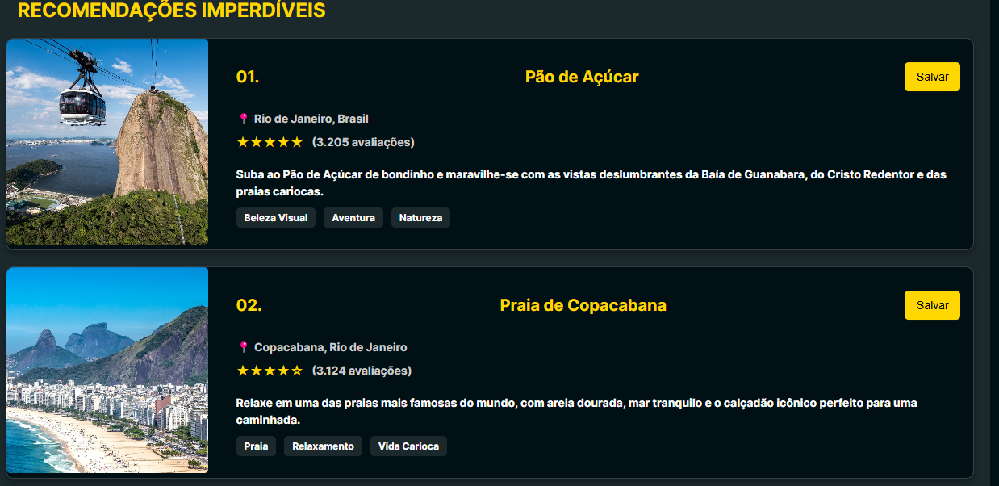 RECOMENDAÇÕES IMPERDÍVEIS
01. Pão de Açúcar Salvar
Rio de Janeiro, Brasil
★★★★★ (3.205 avaliações)
Suba ao Pão de Açúcar de bondinho e maravilhe-se com as vistas deslumbrantes da Baía de Guanabara, do Cristo Redentor e das
praias cariocas.
Beleza Visual Aventura Natureza
02. Praia de Copacabana Salvar
Copacabana, Rio de Janeiro
★★★★☆ (3.124 avaliações)
Relaxe em uma das praias mais famosas do mundo, com areia dourada, mar tranquilo e o calçadão icônico perfeito para uma
caminhada.
Praia Relaxamento Vida Carioca